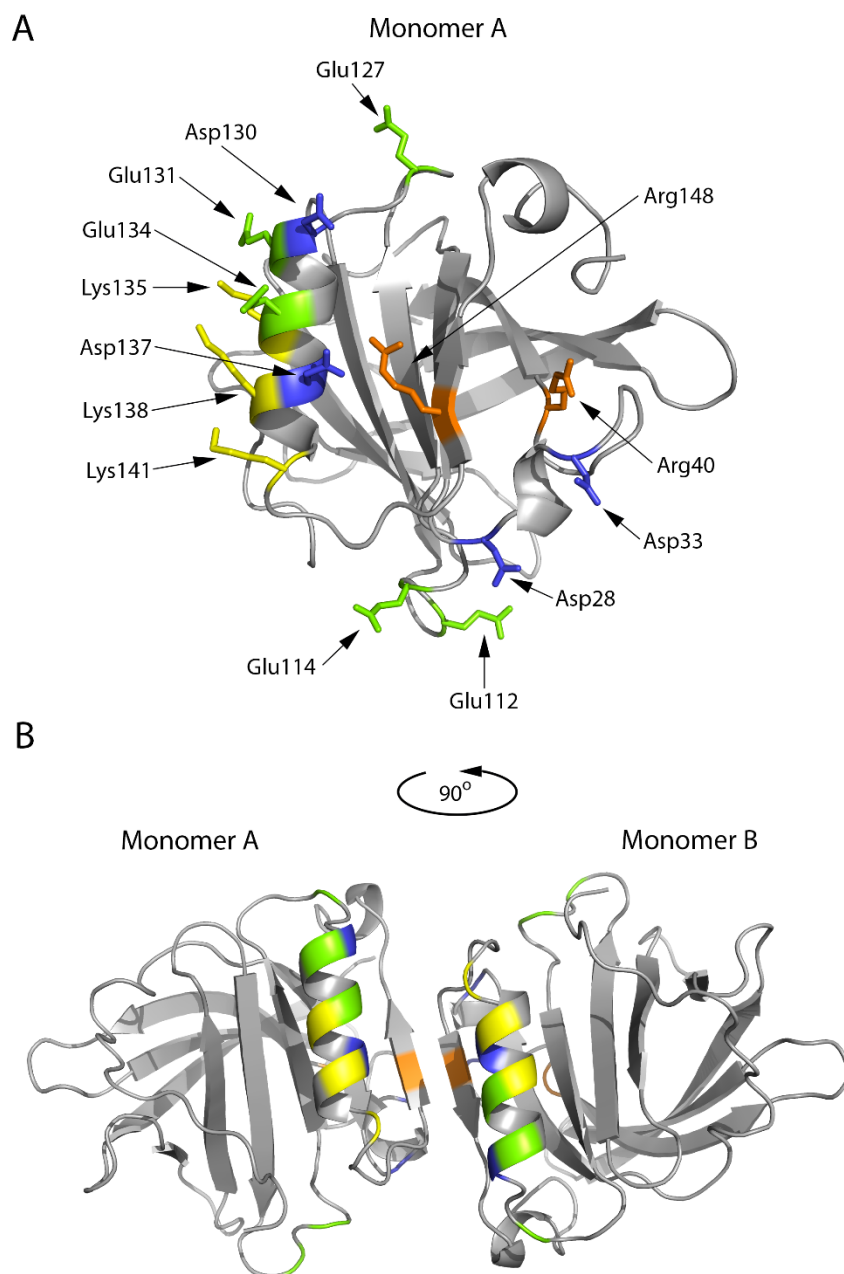 A
Monomer A
Glu127
Asp130
Glu131
Arg148
Glu134
Lys135
Asp137
Lys138
Lys141
Arg40
Asp33
Asp28
Glu114
Glu112
B
90°
Monomer A
Monomer B